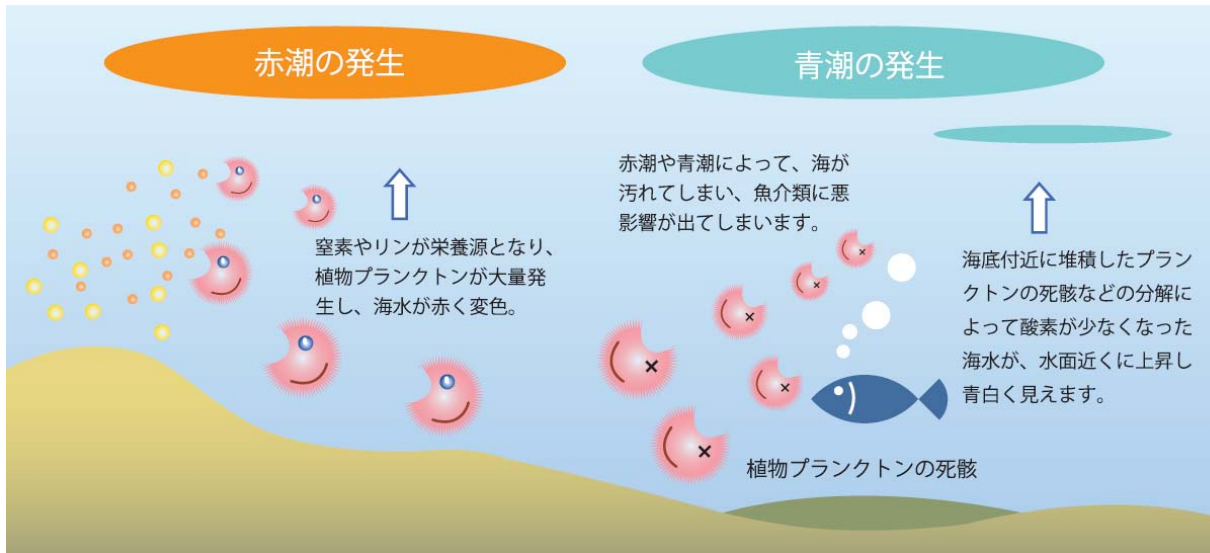 赤潮の発生
窒素やリンが栄養源となり、
植物プランクトンが大量発
生し、海水が赤く変色。
青潮の発生
赤潮や青潮によって、海が
汚れてしまい、魚介類に悪
影響が出てしまいます。
海底付近に堆積したプラン
クトンの死骸などの分解に
よって酸素が少なくなった
海水が、水面近くに上昇し
青白く見えます。
植物プランクトンの死骸